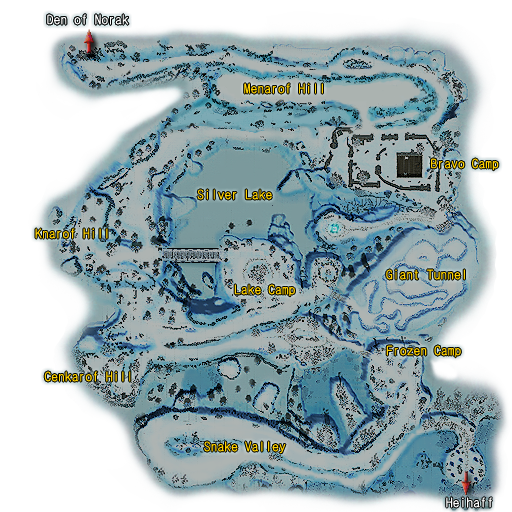 Den of Norak
Menarof Hill
Bravo Camp
Silver Lake
Knarof Hill
Giant Tunnel
Lake Camp
Frozen Camp
Cenkarof Hill
Snake Valley
Heihaff